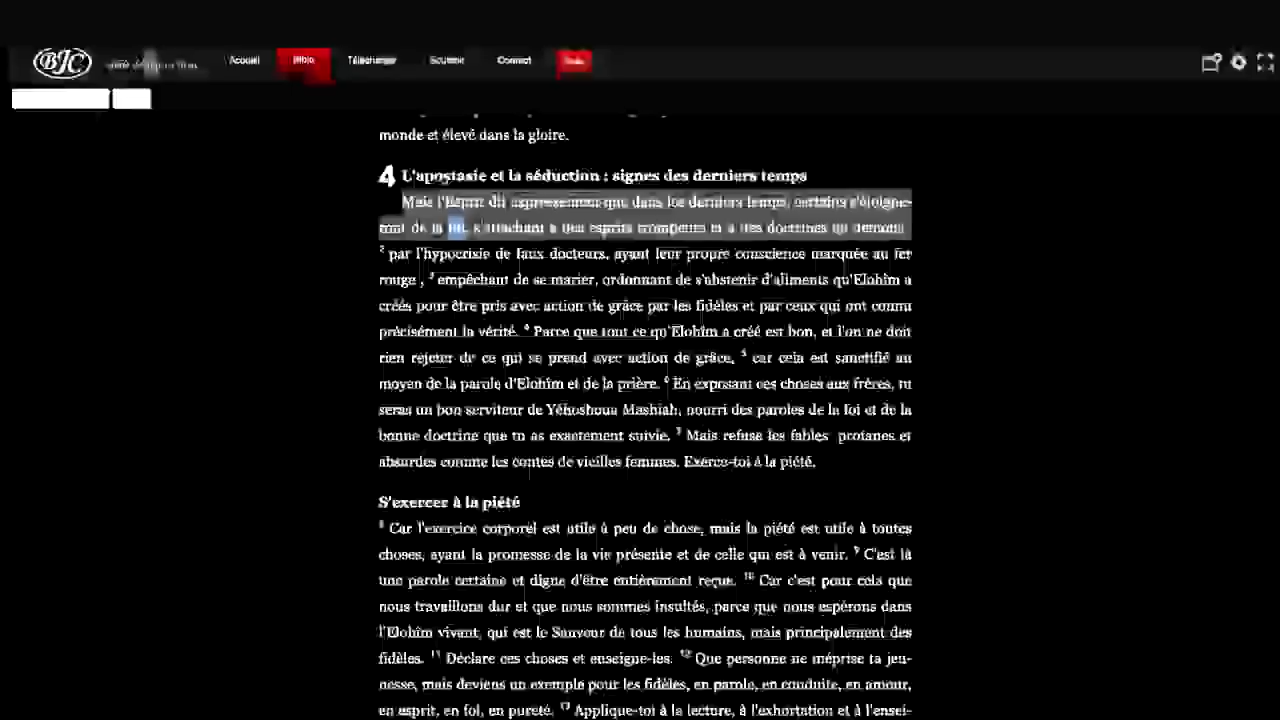 BJC Accueil Bible Télécharger Soutenir Contact
monde et élevé dans la gloire.
4 L'apostasie et la séduction : signes des derniers temps
Mais l'Esprit dit expressément que dans les derniers temps, certains s'éloigne-
ront de la foi, s'attachant à des esprits trompeurs et à des doctrines de démons,
2 par l'hypocrisie de faux docteurs, ayant leur propre conscience marquée au fer
rouge , 3 empêchant de se marier, ordonnant de s'abstenir d'aliments qu'Elohîm a
créés pour être pris avec action de grâce par les fidèles et par ceux qui ont connu
précisément la vérité. 4 Parce que tout ce qu'Elohîm a créé est bon, et l'on ne doit
rien rejeter de ce qui se prend avec action de grâce, 5 car cela est sanctifié au
moyen de la parole d'Elohîm et de la prière. 6 En exposant ces choses aux frères, tu
seras un bon serviteur de Yéhoshoua Mashiah, nourri des paroles de la foi et de la
bonne doctrine que tu as exactement suivie. 7 Mais refuse les fables profanes et
absurdes comme les contes de vieilles femmes. Exerce-toi à la piété.
S'exercer à la piété
8 Car l'exercice corporel est utile à peu de chose, mais la piété est utile à toutes
choses, ayant la promesse de la vie présente et de celle qui est à venir. 9 C'est là
une parole certaine et digne d'être entièrement reçue. 10 Car c'est pour cela que
nous travaillons dur et que nous sommes insultés, parce que nous espérons dans
l'Elohîm vivant, qui est le Sauveur de tous les humains, mais principalement des
fidèles. 11 Déclare ces choses et enseigne-les. 12 Que personne ne méprise ta jeu-
nesse, mais deviens un exemple pour les fidèles, en parole, en conduite, en amour,
en esprit, en foi, en pureté. 13 Applique-toi à la lecture, à l'exhortation et à l'ensei-